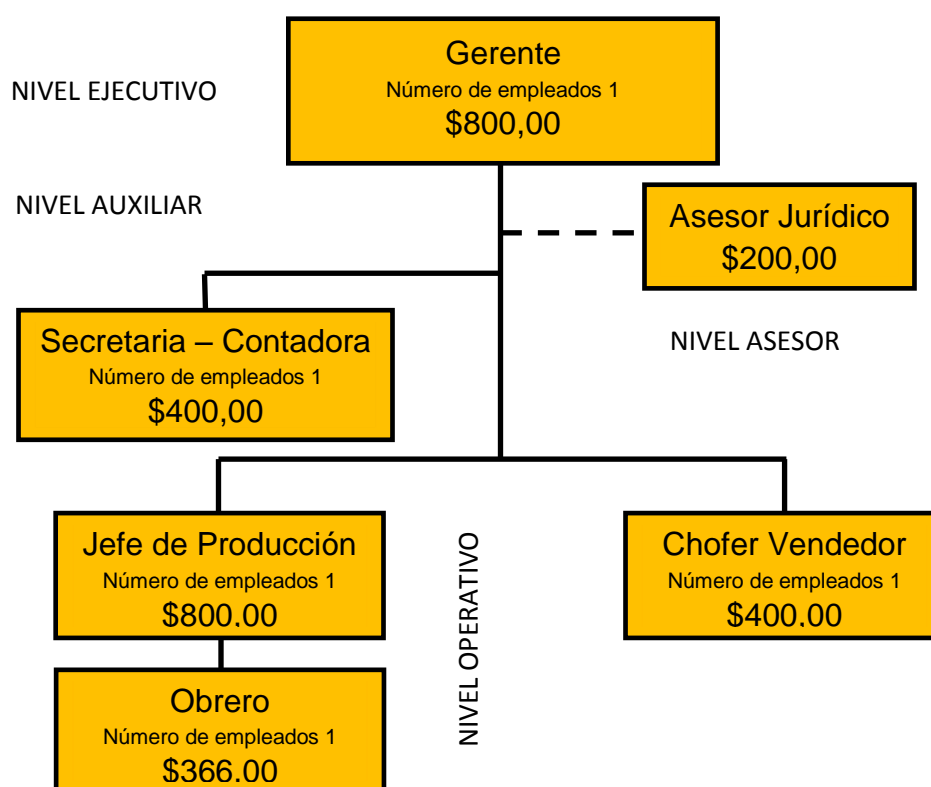 Gerente
Número de empleados 1
$800,00
NIVEL EJECUTIVO
NIVEL AUXILIAR
Asesor Jurídico
$200,00
Secretaria – Contadora
Número de empleados 1
$400,00
NIVEL ASESOR
Jefe de Producción
Número de empleados 1
$800,00
NIVEL OPERATIVO
Chofer Vendedor
Número de empleados 1
$400,00
Obrero
Número de empleados 1
$366,00